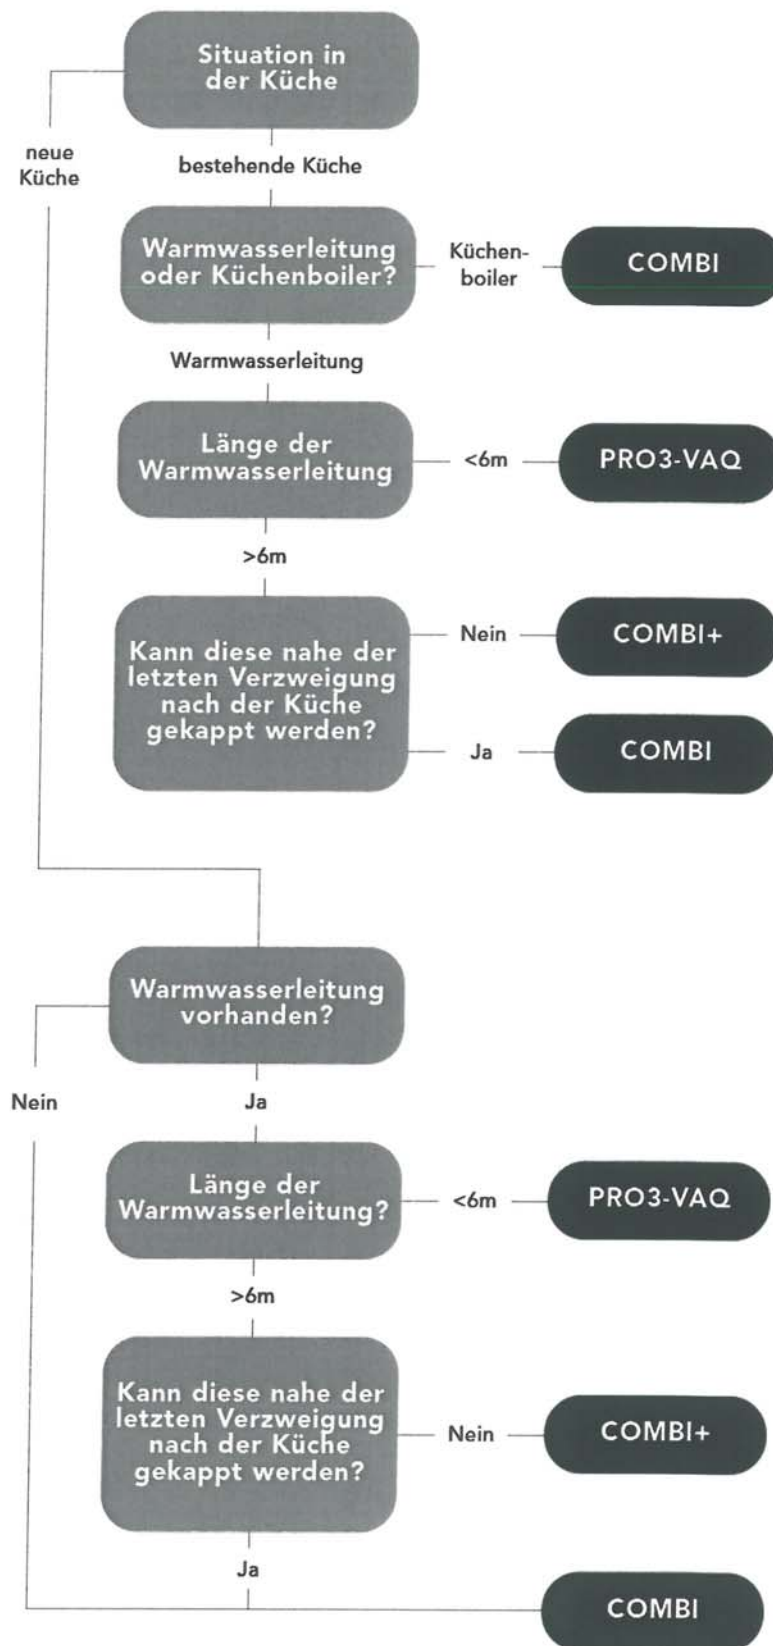 Situation in
der Küche
neue
Küche
bestehende Küche
Warmwasserleitung
oder Küchenboiler?
Küchen-
boiler
COMBI
Warmwasserleitung
Länge der
Warmwasserleitung
<6m
PRO3-VAQ
>6m
Kann diese nahe der
letzten Verzweigung
nach der Küche
gekappt werden?
Nein
COMBI+
Ja
COMBI
Warmwasserleitung
vorhanden?
Nein
Ja
Länge der
Warmwasserleitung?
<6m
PRO3-VAQ
>6m
Kann diese nahe der
letzten Verzweigung
nach der Küche
gekappt werden?
Nein
COMBI+
Ja
COMBI